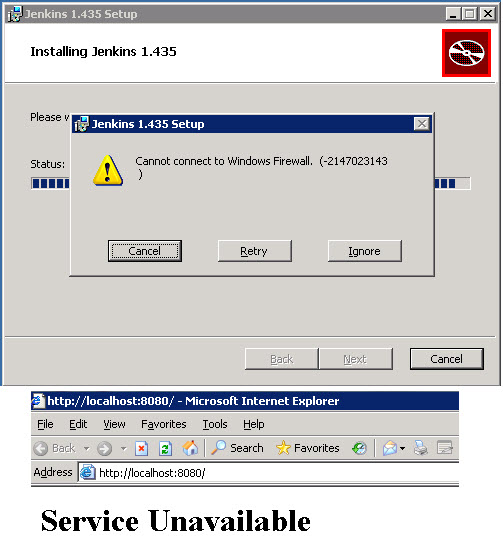 Jenkins 1.435 Setup
Installing Jenkins 1.435
Please w
Jenkins 1.435 Setup
Cannot connect to Windows Firewall. (-2147023143
)
Status:
Cancel Retry Ignore
Back Next Cancel
http://localhost:8080/ - Microsoft Internet Explorer
File Edit View Favorites Tools Help
Back Search Favorites
Address http://localhost:8080/
Service Unavailable